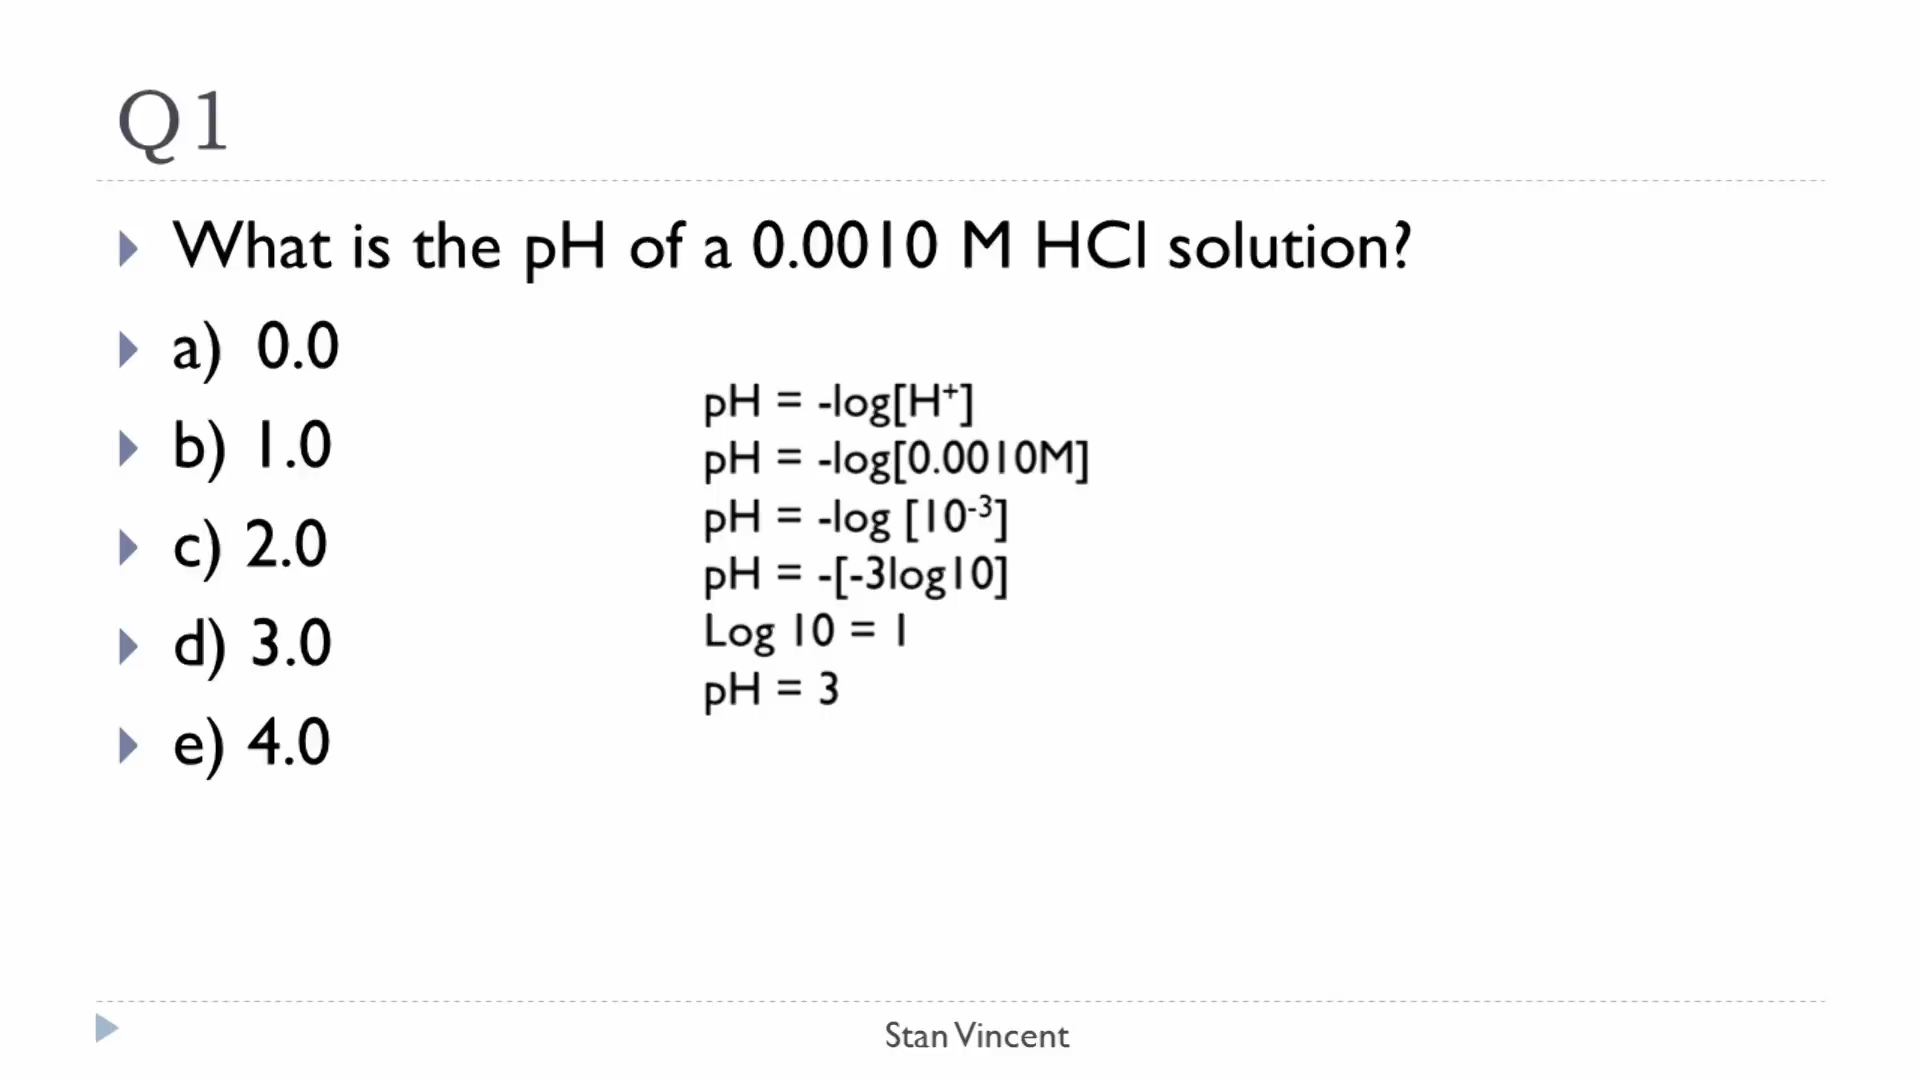 Q1
What is the pH of a 0.0010 M HCl solution?
a) 0.0
b) 1.0
c) 2.0
d) 3.0
e) 4.0
pH = -log[H⁺]
pH = -log[0.0010M]
pH = -log [10⁻³]
pH = -[-3log10]
Log 10 = 1
pH = 3
Stan Vincent